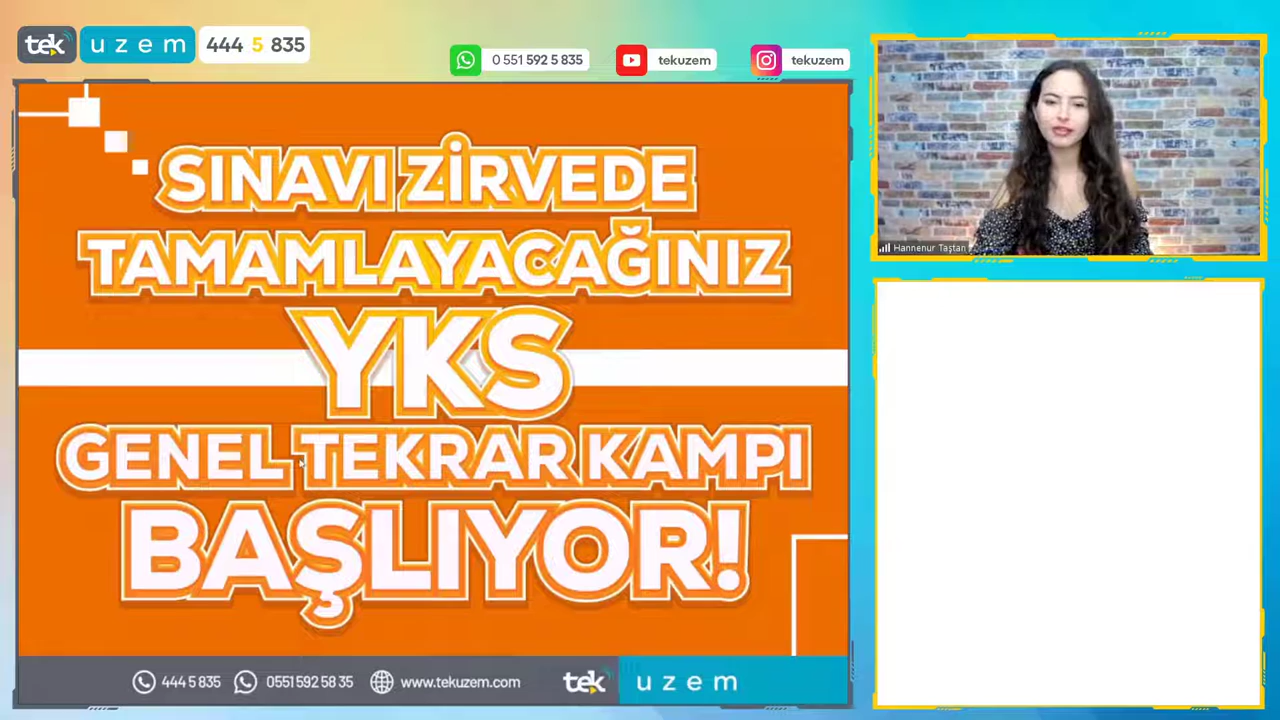 tek uzem 444 5 835
0 551 592 5 835
tekuzem
tekuzem
SINAVI ZİRVEDE
TAMAMLAYACAĞINIZ
YKS
GENEL TEKRAR KAMPI
BAŞLIYOR!
Hannenur Taştan
444 5 835
0551 592 58 35
www.tekuzem.com
tek uzem